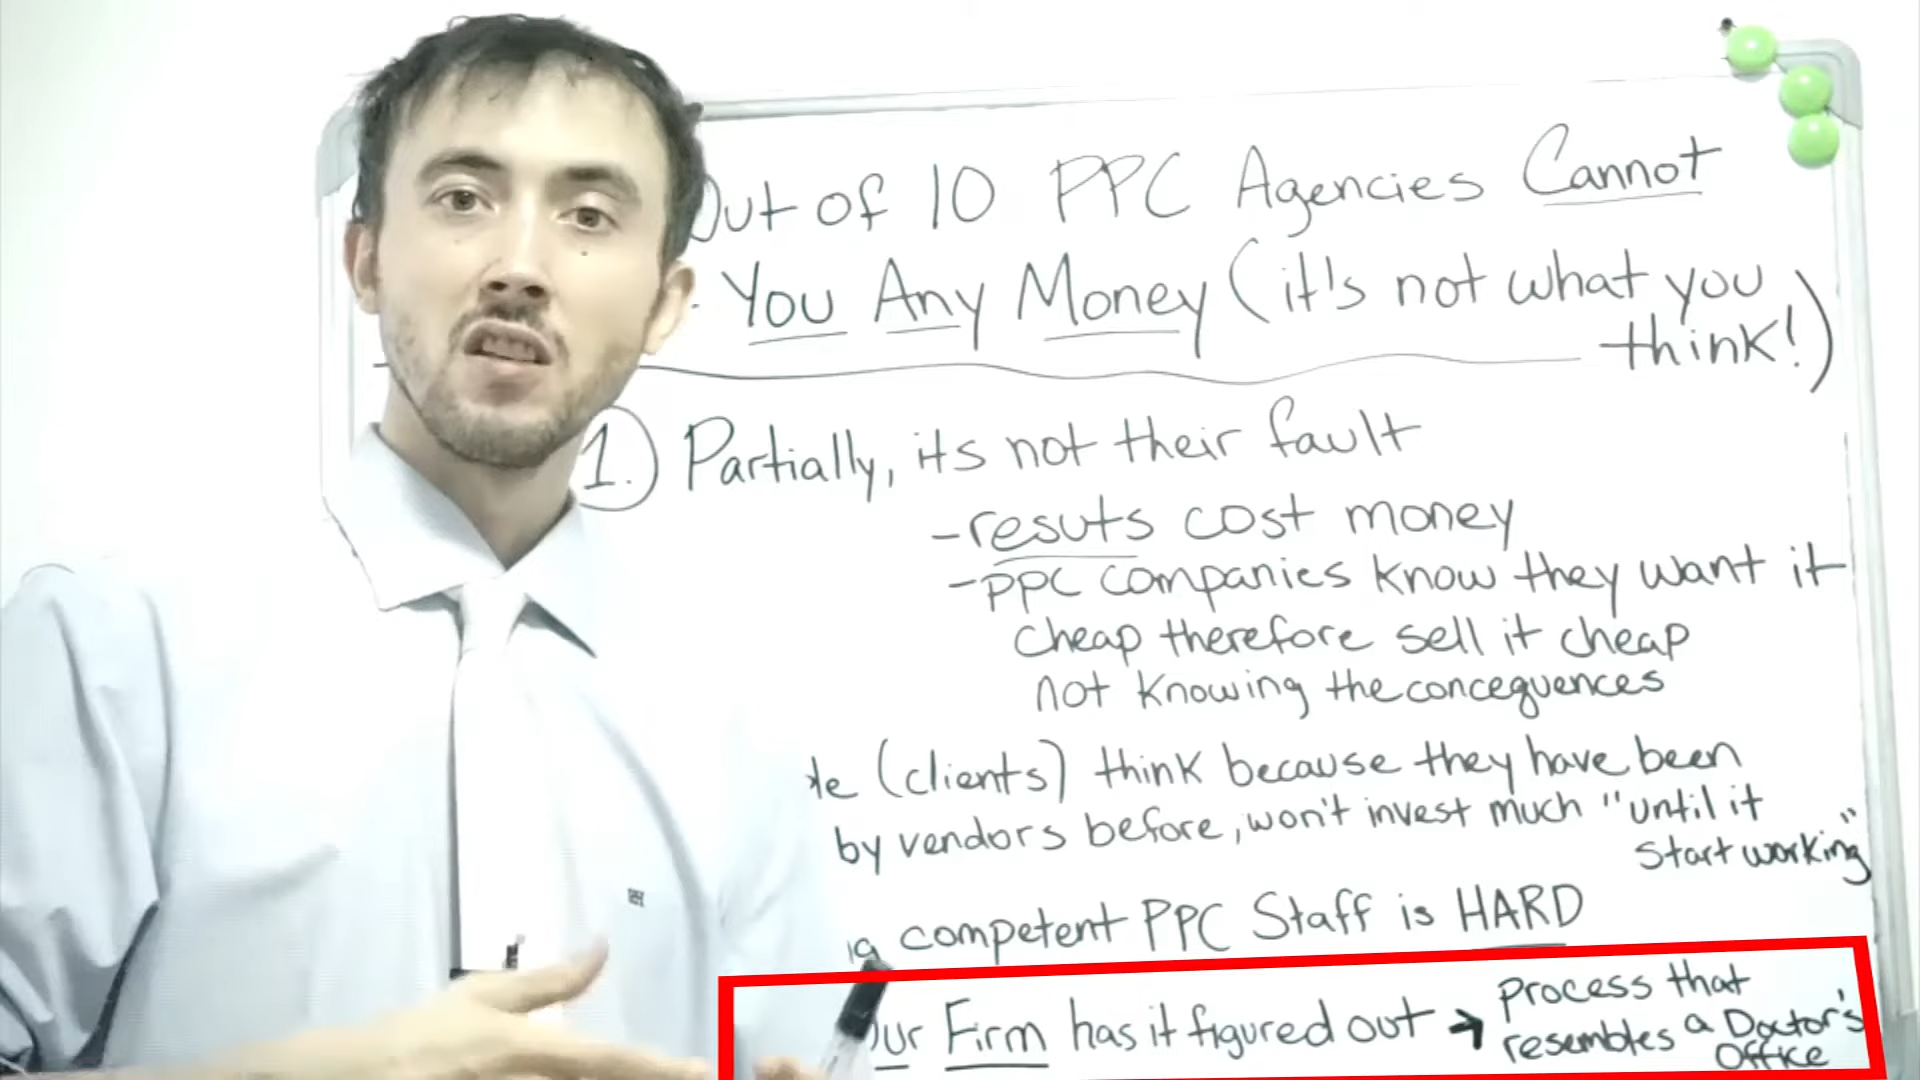 Out of 10 PPC Agencies Cannot
You Any Money (it's not what you
think!)
1.) Partially, its not their fault
-resuts cost money
-PPC companies know they want it
cheap therefore sell it cheap
not knowing the concequences
(clients) think because they have been
by vendors before, won't invest much "until it
start working"
competent PPC Staff is HARD
Our Firm has it figured out → process that
resembles a Doctor's
Office